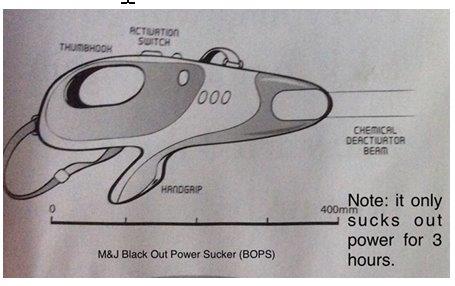 ACTIVATION
SWITCH
THUMBHOOK
CHEMICAL
DEACTIVATOR
BEAM
HANDGRIP
0
400mm
Note: it only
sucks out
power for 3
hours.
M&J Black Out Power Sucker (BOPS)